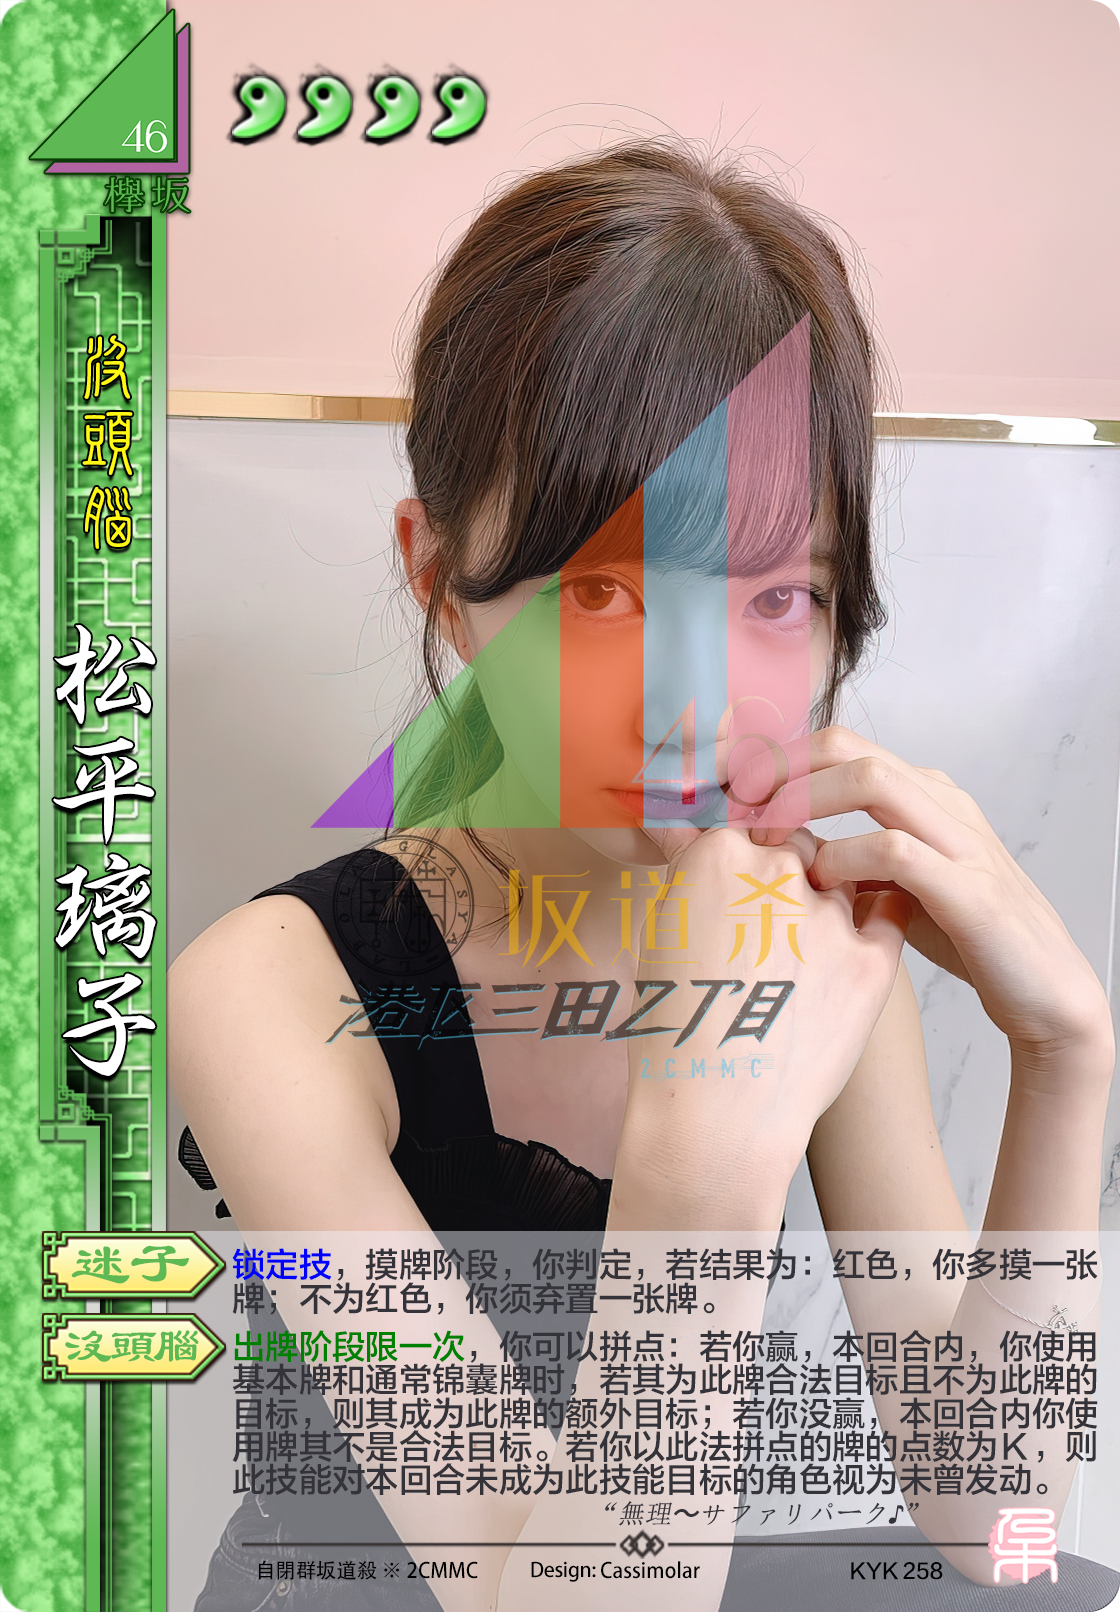 46
欅坂
沒頭腦
松平璃子
46
坂道杀
港区三田2丁目
2CMMC
迷子
锁定技，摸牌阶段，你判定，若结果为：红色，你多摸一张
牌；不为红色，你须弃置一张牌。
沒頭腦
出牌阶段限一次，你可以拼点：若你赢，本回合内，你使用
基本牌和通常锦囊牌时，若其为此牌合法目标且不为此牌的
目标，则其成为此牌的额外目标；若你没赢，本回合内你使
用牌其不是合法目标。若你以此法拼点的牌的点数为K，则
此技能对本回合未成为此技能目标的角色视为未曾发动。
“無理～サファリパーク♪”
自閉群坂道殺 ※ 2CMMC Design: Cassimolar KYK 258